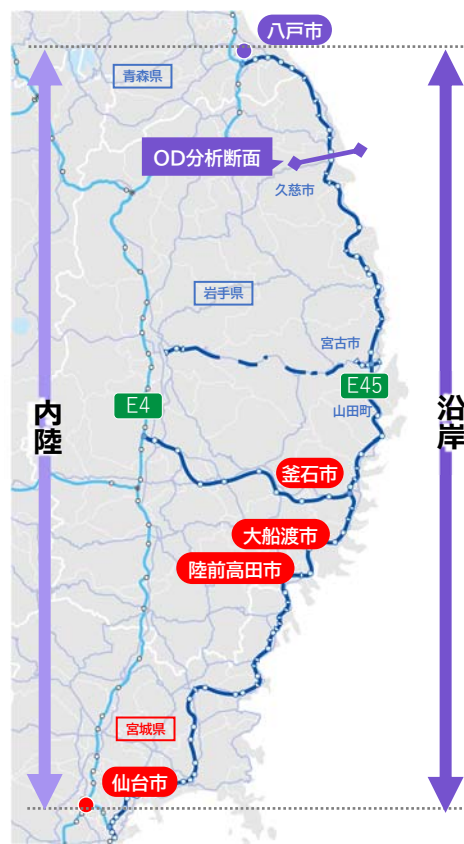 八戸市
青森県
OD分析断面
久慈市
岩手県
宮古市
E45
E4
山田町
内陸
沿岸
釜石市
大船渡市
陸前高田市
宮城県
仙台市